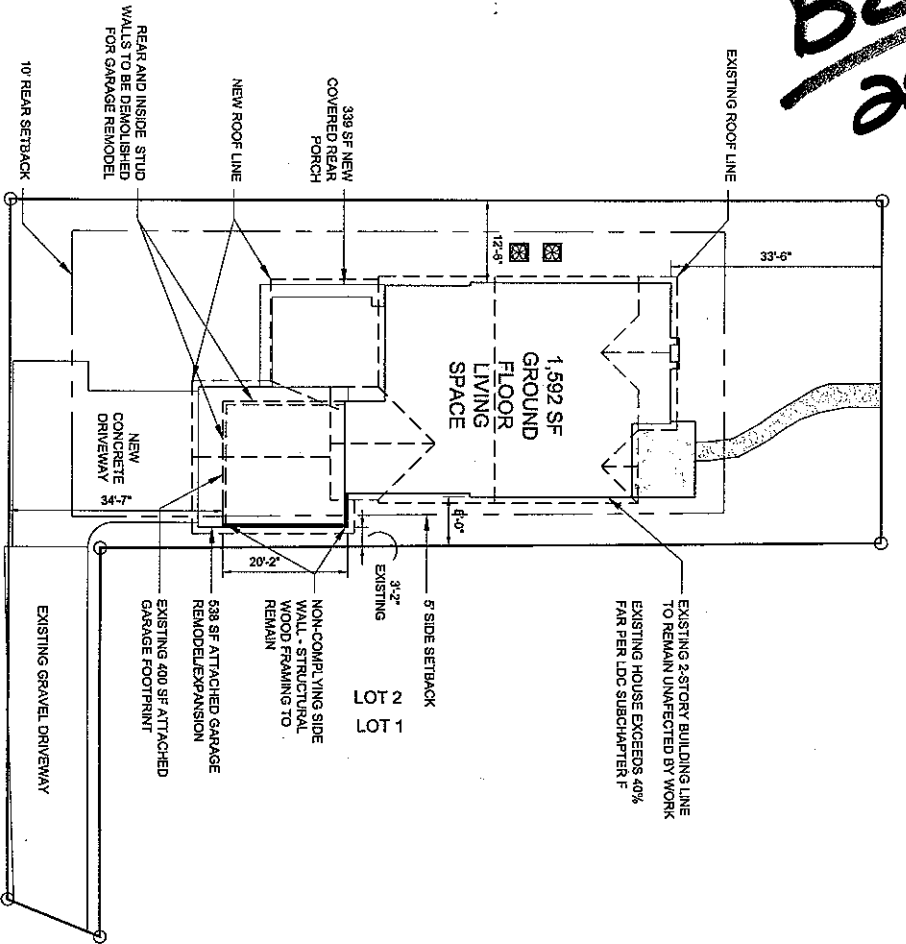 EXISTING ROOF LINE
339 SF NEW
COVERED REAR
PORCH
NEW ROOF LINE
REAR AND INSIDE STUD
WALLS TO BE DEMOLISHED
FOR GARAGE REMODEL
10' REAR SETBACK
33'-6"
12'-6"
1,592 SF
GROUND
FLOOR
LIVING
SPACE
NEW
CONCRETE
DRIVEWAY
34'-7"
20'-2"
3'-2"
EXISTING
EXISTING 2-STORY BUILDING LINE
TO REMAIN UNAFECTED BY WORK
EXISTING HOUSE EXCEEDS 40%
FAR PER LDC SUBCHAPTER F
5' SIDE SETBACK
LOT 2
LOT 1
NON-COMPLYING SIDE
WALL - STRUCTURAL
WOOD FRAMING TO
REMAIN
538 SF ATTACHED GARAGE
REMODEL/EXPANSION
EXISTING 400 SF ATTACHED
GARAGE FOOTPRINT
EXISTING GRAVEL DRIVEWAY